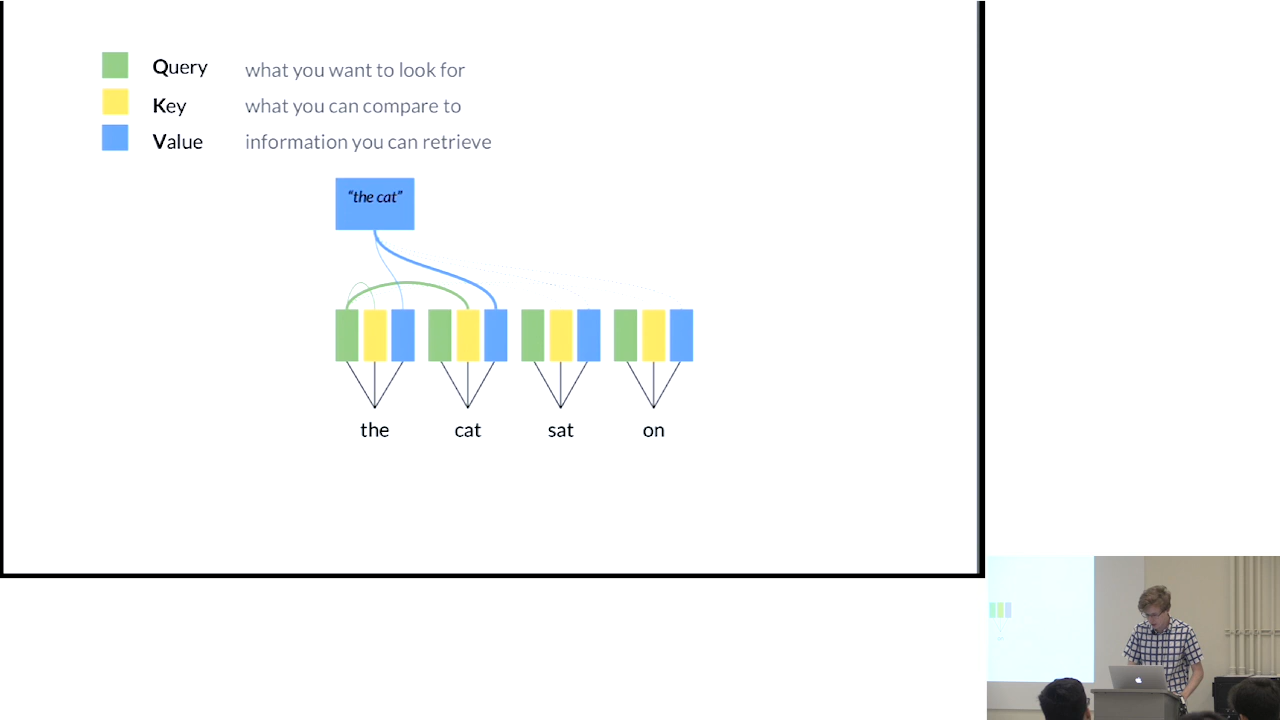 Query what you want to look for
Key what you can compare to
Value information you can retrieve
“the cat”
the cat sat on